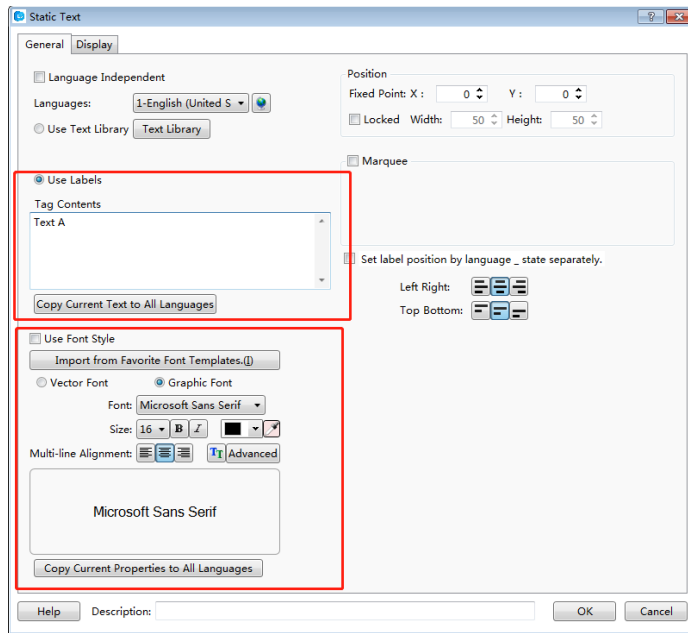 Static Text
General Display
Language Independent
Languages: 1-English (United S
Use Text Library Text Library
Use Labels
Tag Contents
Text A
Copy Current Text to All Languages
Use Font Style
Import from Favorite Font Templates.(I)
Vector Font Graphic Font
Font: Microsoft Sans Serif
Size: 16 B I
Multi-line Alignment: TT Advanced
Microsoft Sans Serif
Copy Current Properties to All Languages
Position
Fixed Point: X : 0 Y : 0
Locked Width: 50 Height: 50
Marquee
Set label position by language _ state separately.
Left Right:
Top Bottom:
Help Description: OK Cancel